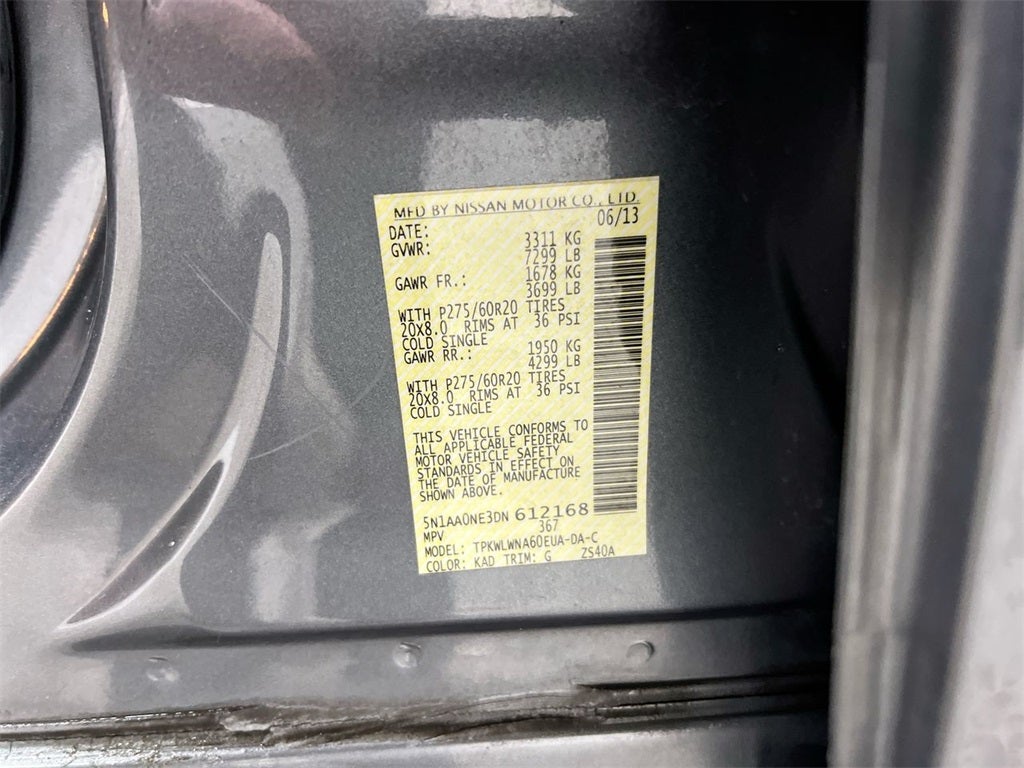 MFD BY NISSAN MOTOR CO., LTD.
DATE: 06/13
GVWR: 3311 KG
7299 LB
GAWR FR.: 1678 KG
3699 LB
WITH P275/60R20 TIRES
20x8.0 RIMS AT 36 PSI
COLD SINGLE
GAWR RR.: 1950 KG
4299 LB
WITH P275/60R20 TIRES
20x8.0 RIMS AT 36 PSI
COLD SINGLE
THIS VEHICLE CONFORMS TO
ALL APPLICABLE FEDERAL
MOTOR VEHICLE SAFETY
STANDARDS IN EFFECT ON
THE DATE OF MANUFACTURE
SHOWN ABOVE.
5N1AA0NE3DN 612168
MPV 367
MODEL: TPKWLWNA60EUA-DA-C
COLOR: KAD TRIM: G ZS40A